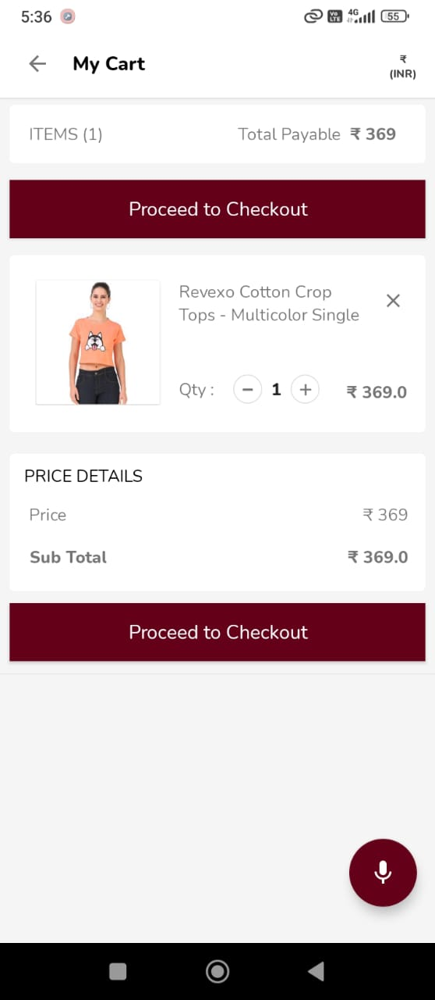 5:36 Vo LTE 4G 55
My Cart
₹
(INR)
ITEMS (1) Total Payable ₹ 369
Proceed to Checkout
Revexo Cotton Crop
Tops - Multicolor Single
Qty : 1 ₹ 369.0
PRICE DETAILS
Price ₹ 369
Sub Total ₹ 369.0
Proceed to Checkout